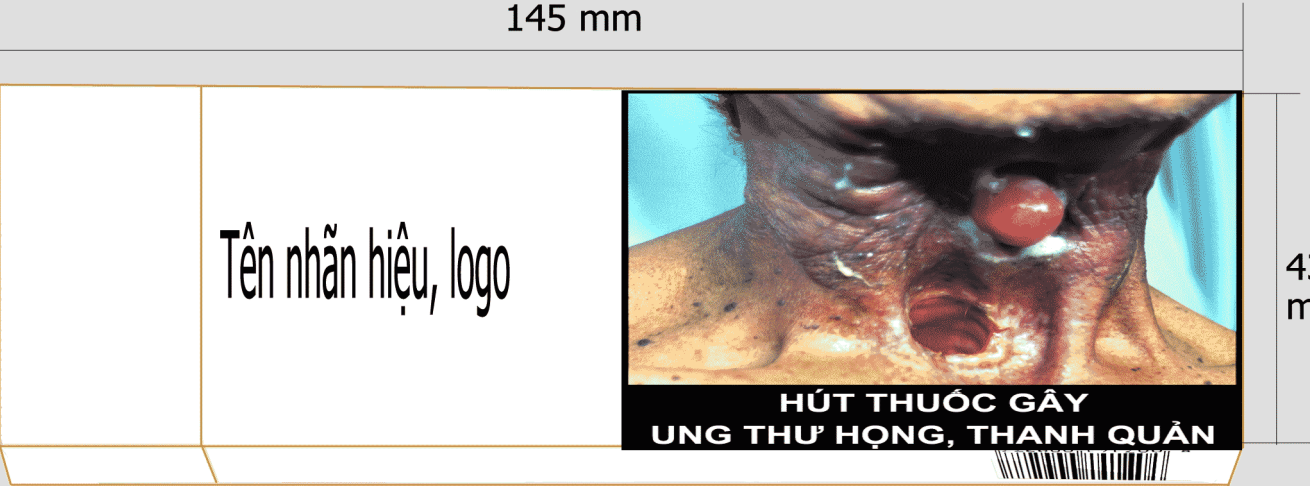 145 mm
Tên nhãn hiệu, logo
HÚT THUỐC GÂY
UNG THƯ HỌNG, THANH QUẢN